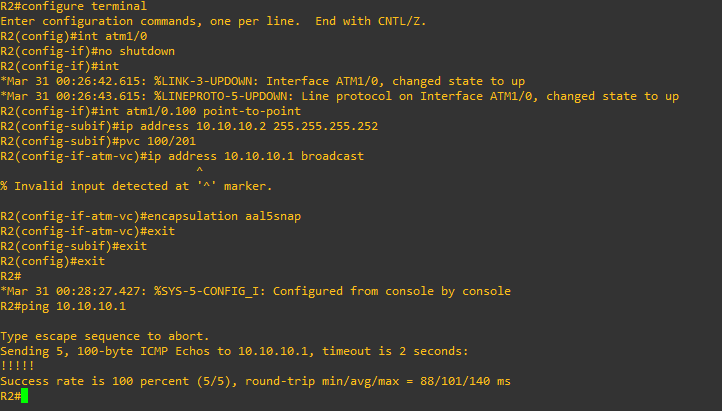 R2#configure terminal
Enter configuration commands, one per line.  End with CNTL/Z.
R2(config)#int atm1/0
R2(config-if)#no shutdown
R2(config-if)#int
*Mar 31 00:26:42.615: %LINK-3-UPDOWN: Interface ATM1/0, changed state to up
*Mar 31 00:26:43.615: %LINEPROTO-5-UPDOWN: Line protocol on Interface ATM1/0, changed state to up
R2(config-if)#int atm1/0.100 point-to-point
R2(config-subif)#ip address 10.10.10.2 255.255.255.252
R2(config-subif)#pvc 100/201
R2(config-if-atm-vc)#ip address 10.10.10.1 broadcast
                         ^
% Invalid input detected at '^' marker.

R2(config-if-atm-vc)#encapsulation aal5snap
R2(config-if-atm-vc)#exit
R2(config-subif)#exit
R2(config)#exit
R2#
*Mar 31 00:28:27.427: %SYS-5-CONFIG_I: Configured from console by console
R2#ping 10.10.10.1

Type escape sequence to abort.
Sending 5, 100-byte ICMP Echos to 10.10.10.1, timeout is 2 seconds:
!!!!!
Success rate is 100 percent (5/5), round-trip min/avg/max = 88/101/140 ms
R2#